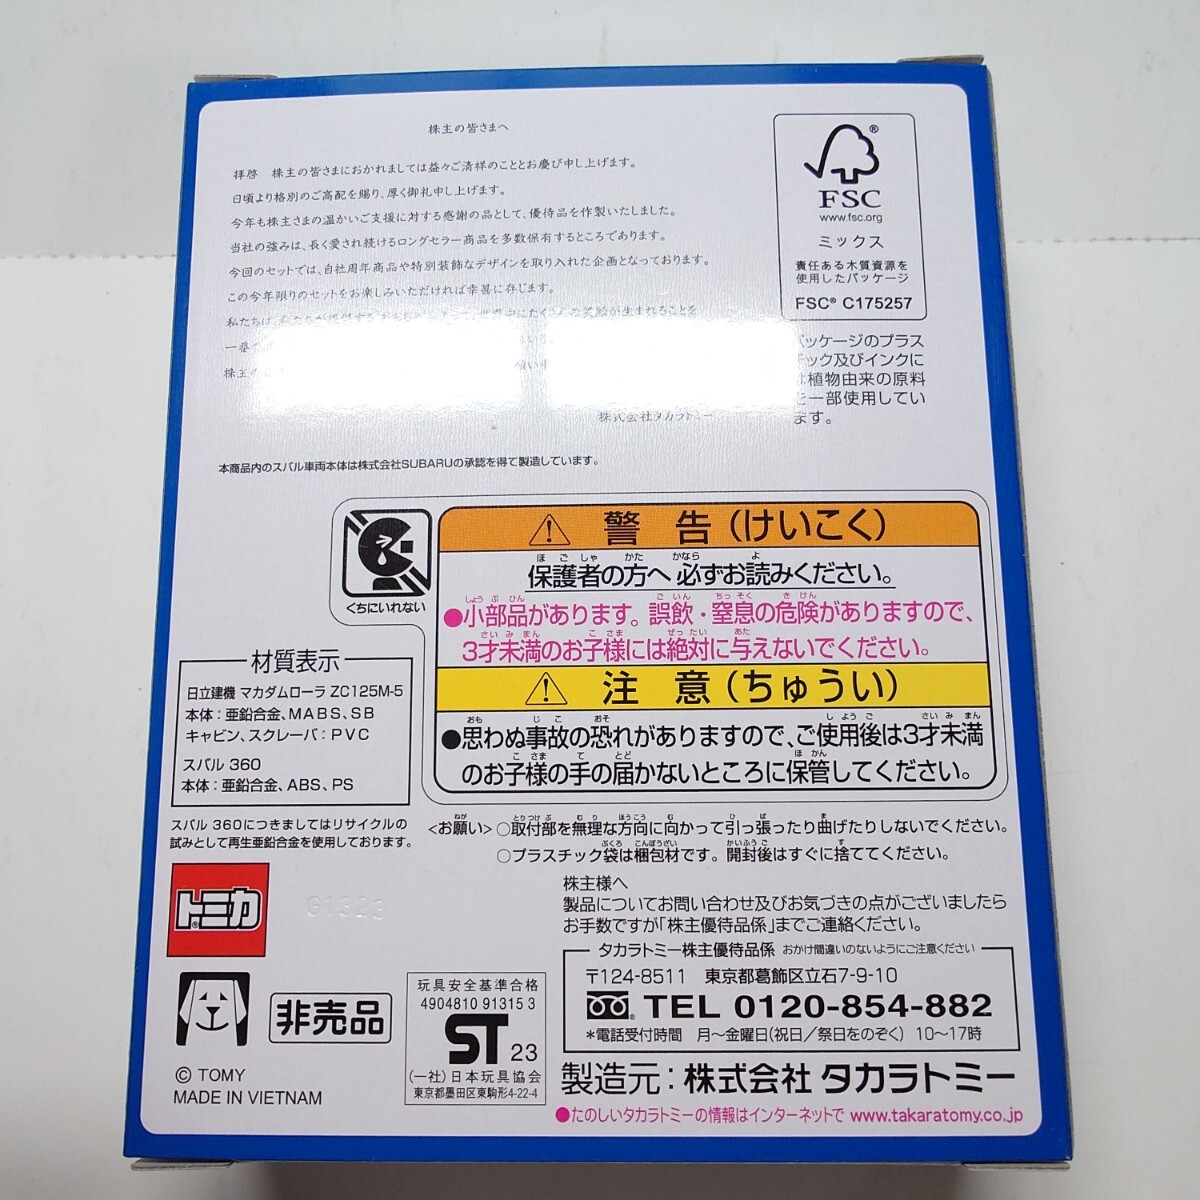 株主の皆さまへ
拝啓　株主の皆さまにおかれましては益々ご清祥のこととお慶び申し上げます。
日頃より格別のご高配を賜り、厚く御礼申し上げます。
今年も株主さまの温かいご支援に対する感謝の品として、優待品を作製いたしました。
当社の強みは、長く愛され続けるロングセラー商品を多数保有するところであります。
今回のセットでは、自社周年商品や特別装飾なデザインを取り入れた企画となっております。
この今年限りのセットをお楽しみいただければ幸甚に存じます。
私たちは、
が生まれることを
一番
株主の
株式会社タカラトミー
FSC®
www.fsc.org
ミックス
責任ある木質資源を
使用したパッケージ
FSC® C175257
パッケージのプラス
チック及びインクに
は植物由来の原料
を一部使用してい
ます。
本商品内のスバル車両本体は株式会社SUBARUの承認を得て製造しています。
くちにいれない
警 告（けいこく）
保護者の方へ 必ずお読みください。
●小部品があります。誤飲・窒息の危険がありますので、
3才未満のお子様には絶対に与えないでください。
注 意（ちゅうい）
●思わぬ事故の恐れがありますので、ご使用後は3才未満
のお子様の手の届かないところに保管してください。
材質表示
日立建機 マカダムローラ ZC125M-5
本体：亜鉛合金、MABS、SB
キャビン、スクレーパ：PVC
スバル 360
本体：亜鉛合金、ABS、PS
スバル 360につきましてはリサイクルの
試みとして再生亜鉛合金を使用しております。
<お願い> ○取付部を無理な方向に向かって引っ張ったり曲げたりしないでください。
○プラスチック袋は梱包材です。開封後はすぐに捨ててください。
株主様へ
製品についてお問い合わせ及びお気づきの点がございましたら
お手数ですが「株主優待品係」までご連絡ください。
タカラトミー株主優待品係 おかけ間違いのないようにご注意ください
〒124-8511　東京都葛飾区立石7-9-10
TEL 0120-854-882
*電話受付時間　月〜金曜日(祝日／祭日をのぞく)　10〜17時
製造元：株式会社 タカラトミー
●たのしいタカラトミーの情報はインターネットで www.takaratomy.co.jp
トミカ®
G1323
非売品
© TOMY
MADE IN VIETNAM
玩具安全基準合格
4904810 91315 3
ST 23
(一社)日本玩具協会
東京都墨田区東駒形4-22-4